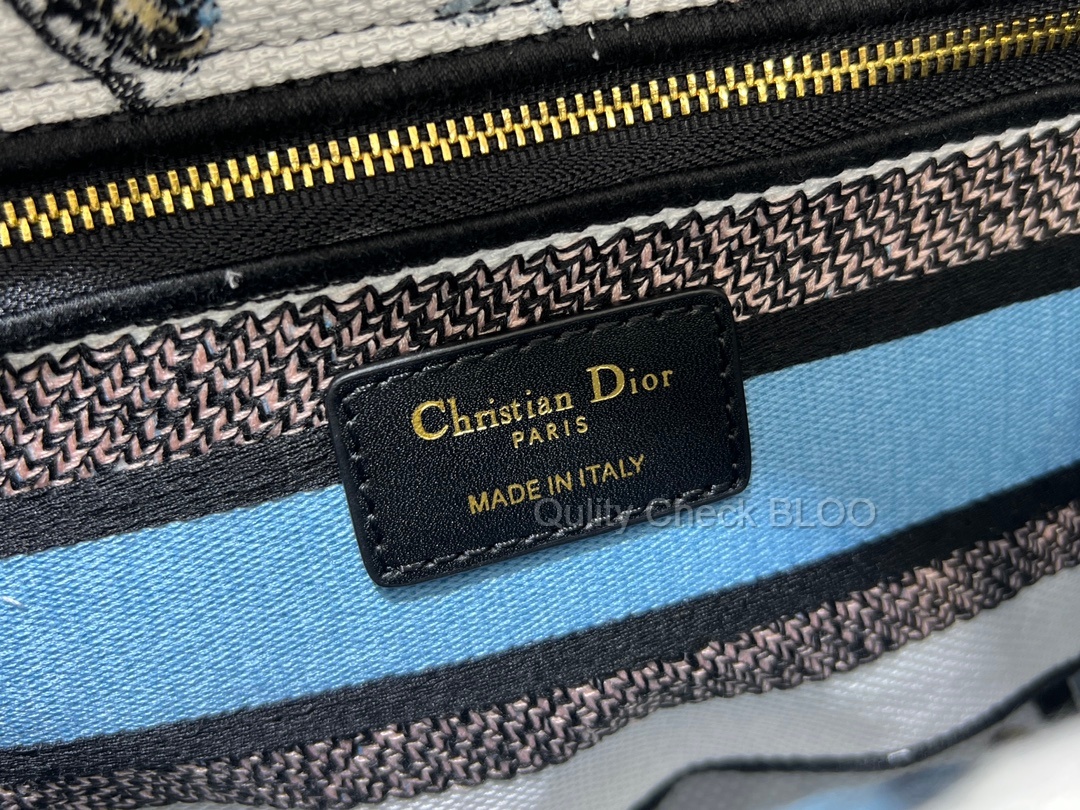 Christian Dior
PARIS
MADE IN ITALY
Qulity Check BLOO